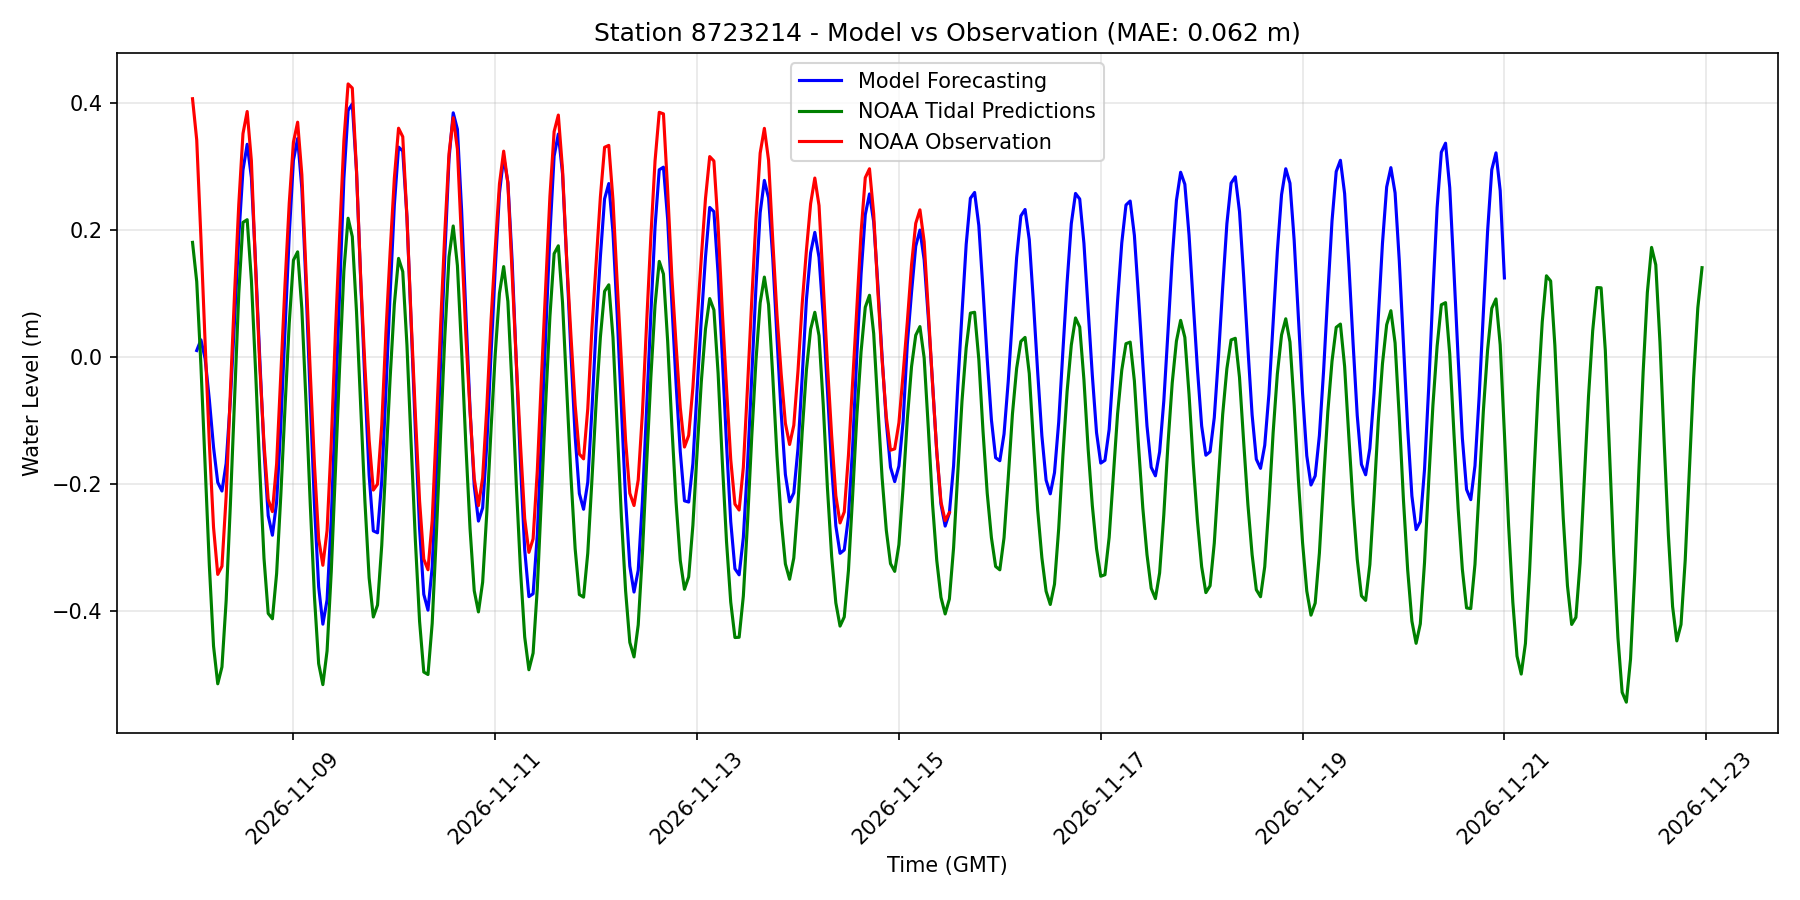 Station 8723214 - Model vs Observation (MAE: 0.062 m)
Model Forecasting
NOAA Tidal Predictions
NOAA Observation
Water Level (m)
0.4
0.2
0.0
−0.2
−0.4
2026-11-09
2026-11-11
2026-11-13
2026-11-15
2026-11-17
2026-11-19
2026-11-21
2026-11-23
Time (GMT)